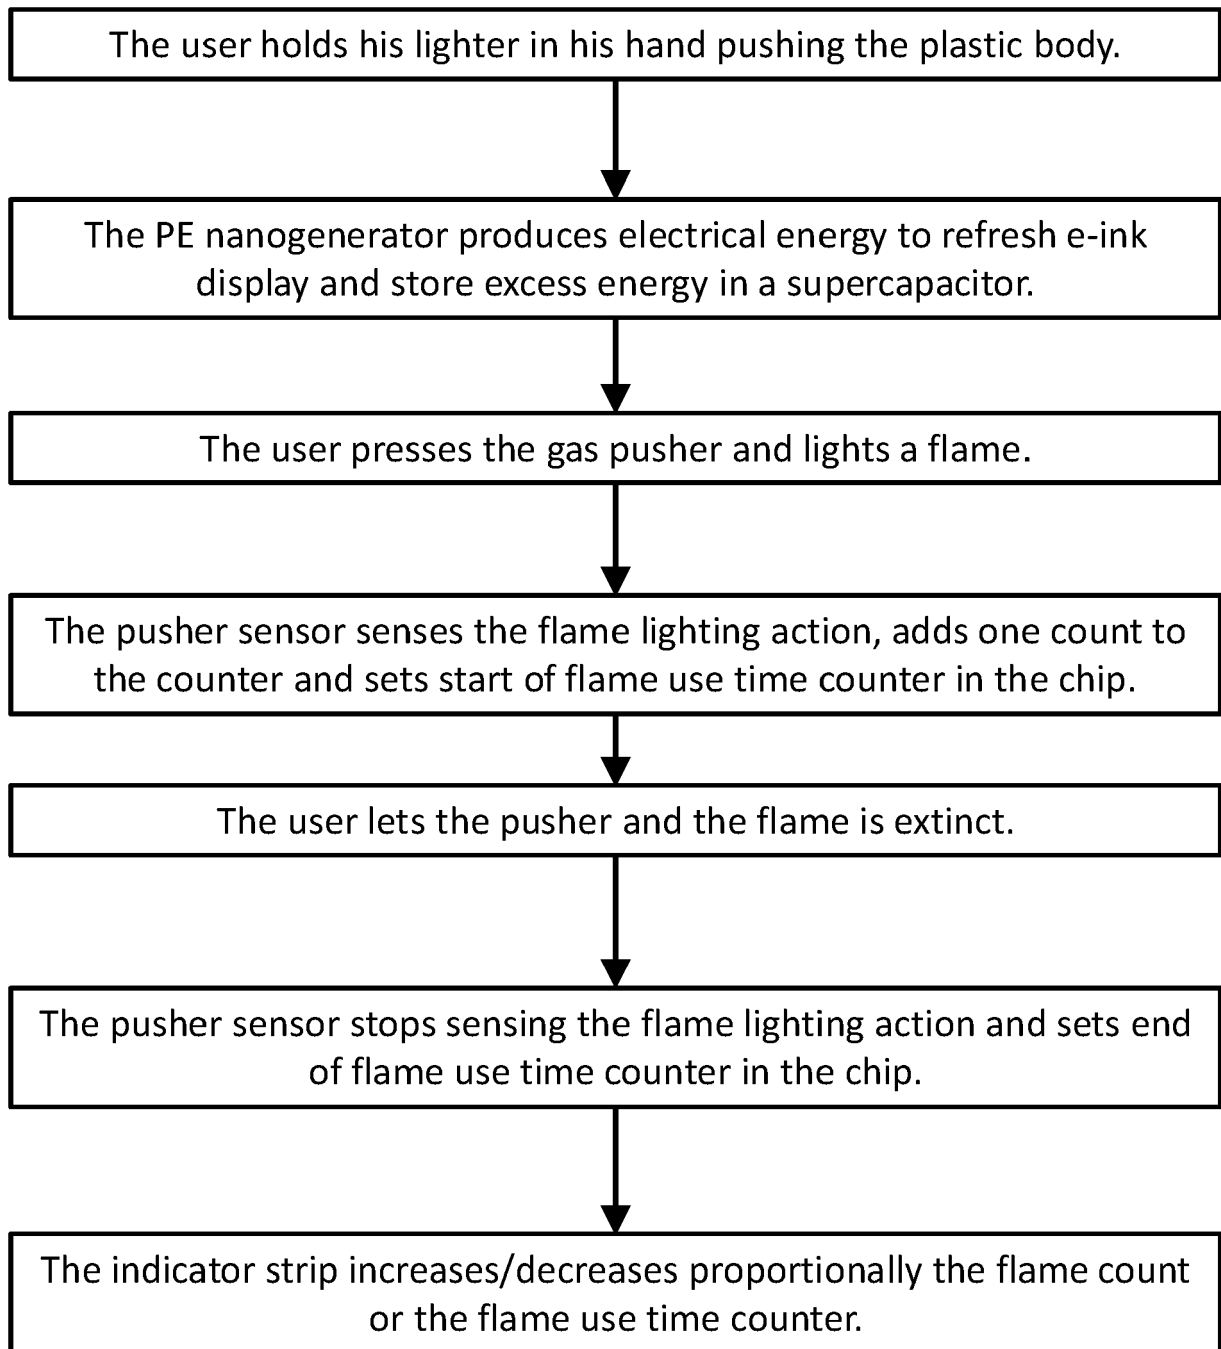 The user holds his lighter in his hand pushing the plastic body.
The PE nanogenerator produces electrical energy to refresh e-ink
display and store excess energy in a supercapacitor.
The user presses the gas pusher and lights a flame.
The pusher sensor senses the flame lighting action, adds one count to
the counter and sets start of flame use time counter in the chip.
The user lets the pusher and the flame is extinct.
The pusher sensor stops sensing the flame lighting action and sets end
of flame use time counter in the chip.
The indicator strip increases/decreases proportionally the flame count
or the flame use time counter.